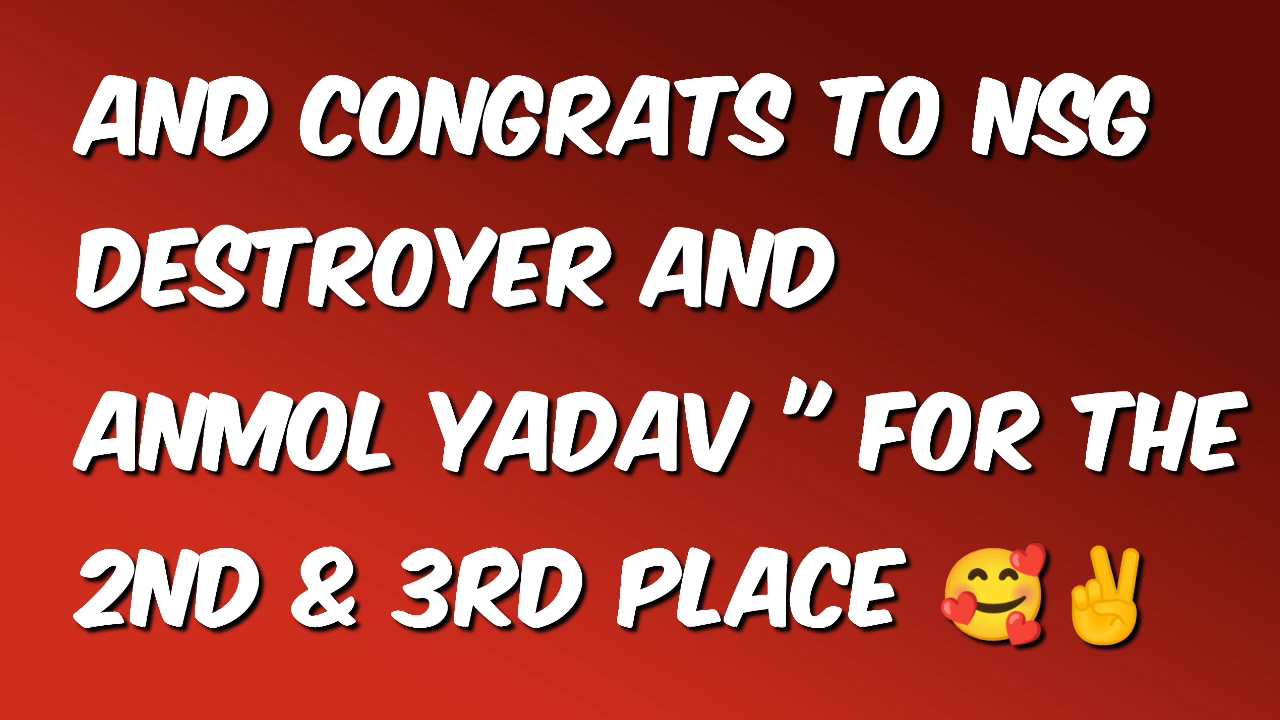 AND CONGRATS TO NSG
DESTROYER AND
ANMOL YADAV " FOR THE
2ND & 3RD PLACE 🥰✌️